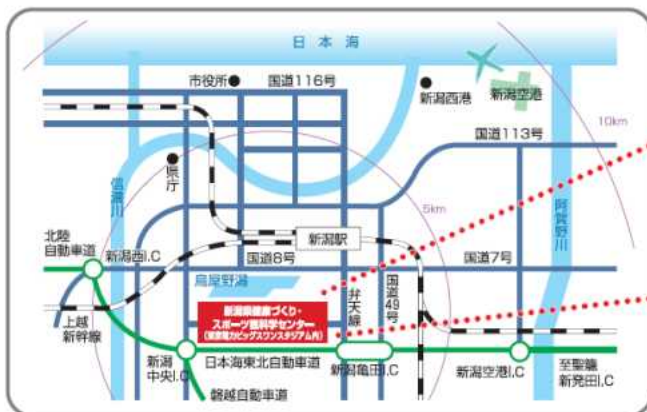 日本海
市役所
国道116号
新潟西港
新潟空港
国道113号
10km
県庁
信濃川
阿賀野川
5km
北陸
自動車道
新潟西I.C
新潟駅
国道8号
国道7号
鳥屋野潟
新潟県健康づくり・
スポーツ医科学センター
(東京電力ビッグスワンスタジアム内)
弁天線
国道49号
上越
新幹線
新潟
中央I.C
日本海東北自動車道
新潟亀田I.C
新潟空港I.C
至聖籠
新発田I.C
磐越自動車道